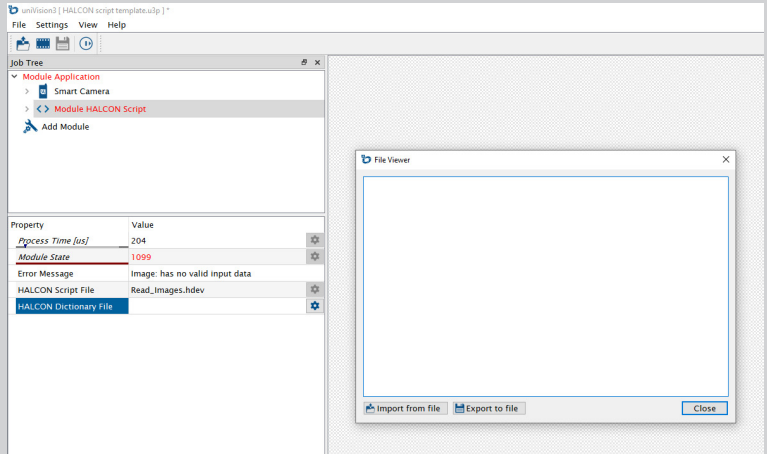 uniVision3 [ HALCON script template.u3p ] *
File Settings View Help
Job Tree
Module Application
Smart Camera
Module HALCON Script
Add Module
Property Value
Process Time [us] 204
Module State 1099
Error Message Image: has no valid input data
HALCON Script File Read_Images.hdev
HALCON Dictionary File
File Viewer
Import from file Export to file Close